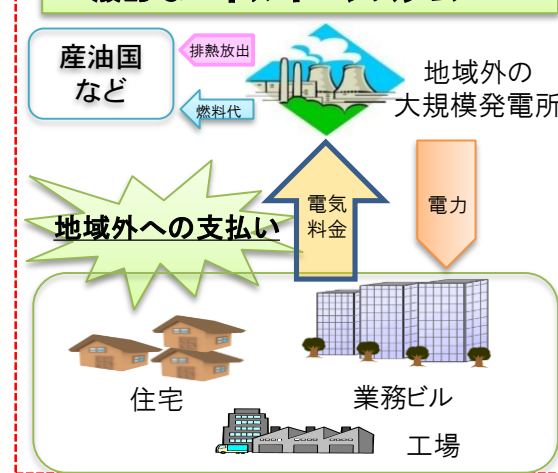 産油国
など
排熱放出
燃料代
地域外の
大規模発電所
地域外への支払い
電気
料金
電力
住宅
業務ビル
工場